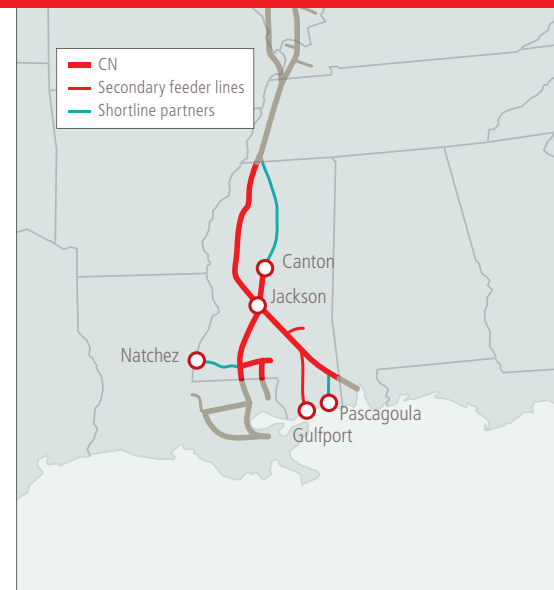 CN
Secondary feeder lines
Shortline partners
Canton
Jackson
Natchez
Pascagoula
Gulfport